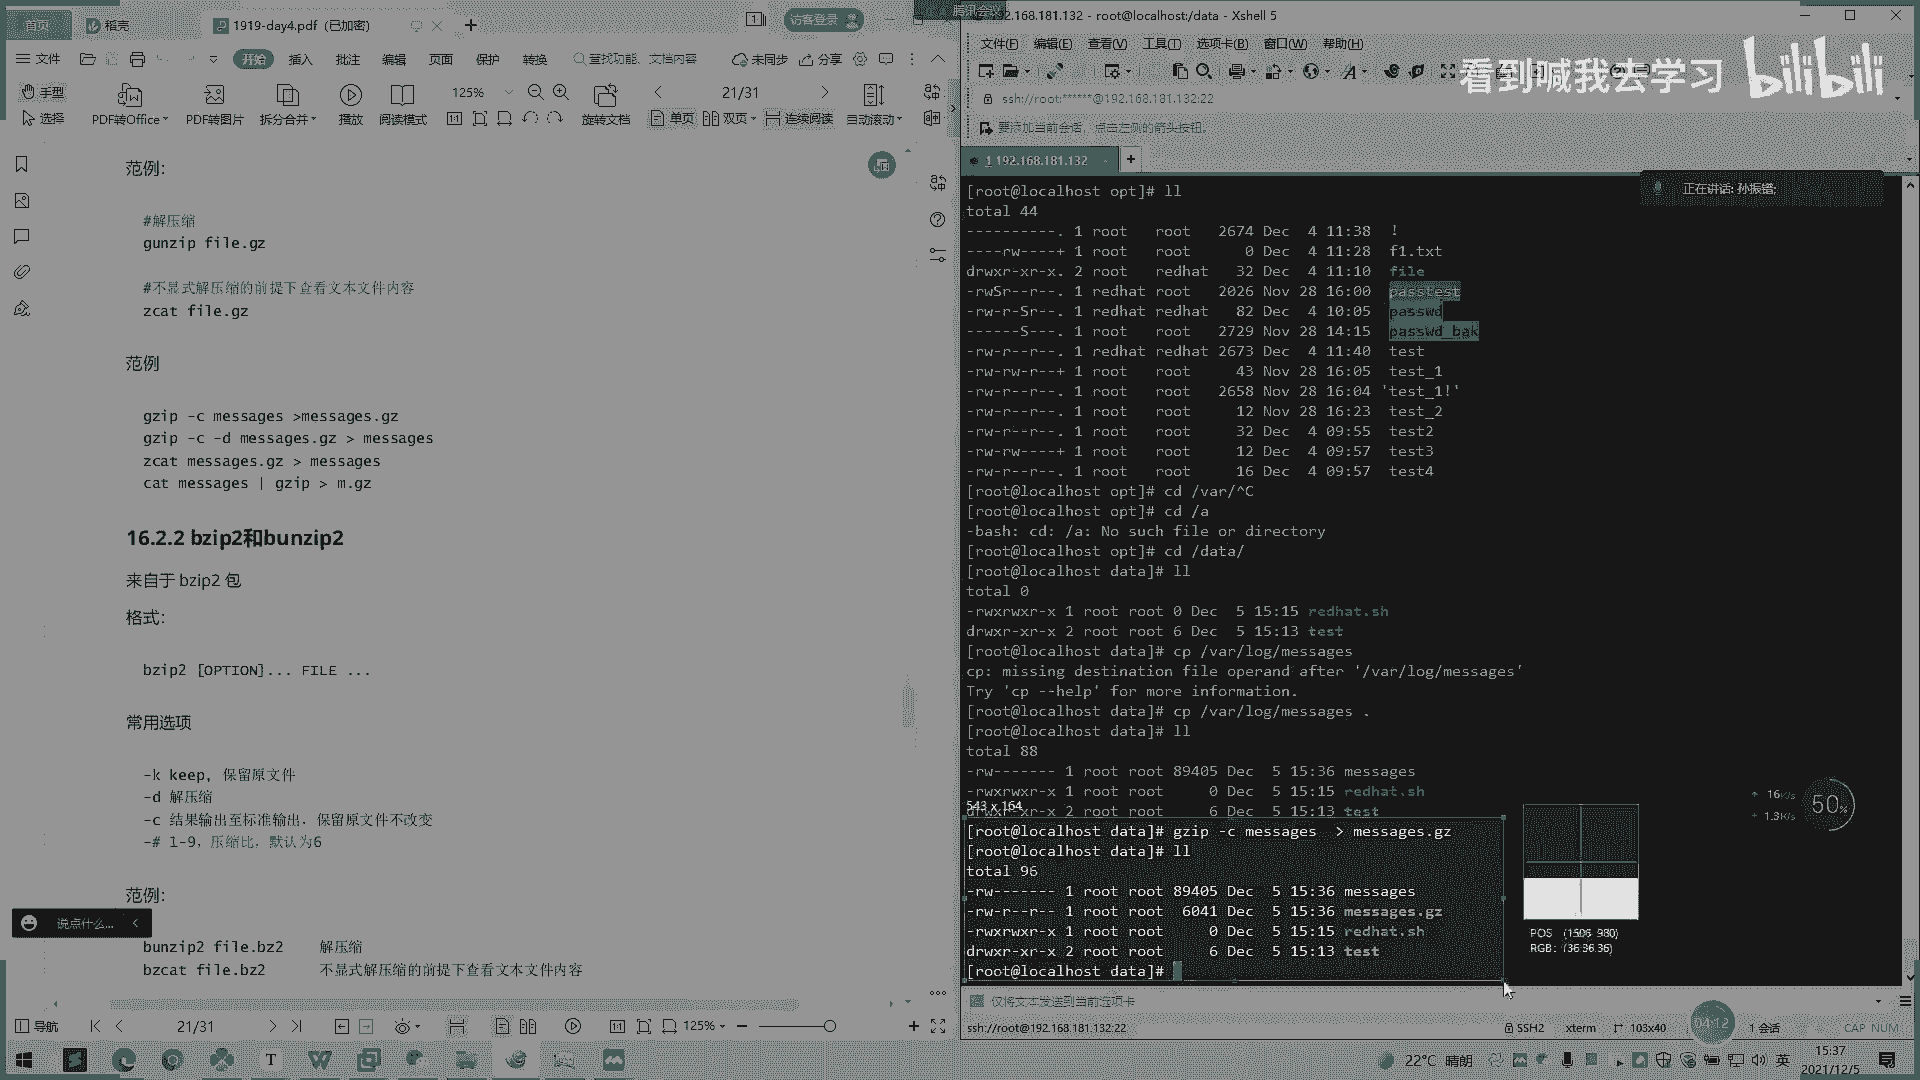 首页
稻壳
1919-day4.pdf (已加密)
访客登录
文件
开始
插入
批注
编辑
页面
保护
转换
查找功能、文档内容
未同步
分享
手型
选择
PDF转Office
PDF转图片
拆分合并
播放
阅读模式
125%
旋转文档
21/31
单页
双页
连续阅读
自动滚动
范例:
#解压缩
gunzip file.gz
#不显式解压缩的前提下查看文本文件内容
zcat file.gz
范例
gzip -c messages >messages.gz
gzip -c -d messages.gz > messages
zcat messages.gz > messages
cat messages | gzip > m.gz
16.2.2 bzip2和bunzip2
来自于 bzip2 包
格式:
bzip2 [OPTION]... FILE ...
常用选项
-k keep, 保留原文件
-d 解压缩
-c 结果输出至标准输出，保留原文件不改变
-# 1-9，压缩比，默认为6
范例:
bunzip2 file.bz2 解压缩
bzcat file.bz2 不显式解压缩的前提下查看文本文件内容
说点什么...
导航
21/31
125%
腾讯会议
192.168.181.132 - root@localhost:/data - Xshell 5
文件(F) 编辑(E) 查看(V) 工具(T) 选项卡(B) 窗口(W) 帮助(H)
看到喊我去学习 bilibili
ssh://root:******@192.168.181.132:22
要添加当前会话，点击左侧的箭头按钮。
1 192.168.181.132
正在讲话: 孙振锴;
[root@localhost opt]# ll
total 44
----------. 1 root   root   2674 Dec  4 11:38  !
----rw----+ 1 root   root      0 Dec  4 11:28  f1.txt
drwxr-xr-x. 2 root   redhat   32 Dec  4 11:10  file
-rwSr--r--. 1 redhat root   2026 Nov 28 16:00  passtest
-rw-r-Sr--. 1 redhat redhat   82 Dec  4 10:05  passwd
------S---. 1 root   root   2729 Nov 28 14:15  passwd_bak
-rw-r--r--. 1 redhat redhat 2673 Dec  4 11:40  test
-rw-rw-r--+ 1 root   root     43 Nov 28 16:05  test_1
-rw-r--r--. 1 root   root   2658 Nov 28 16:04 'test_1!'
-rw-r--r--. 1 root   root     12 Nov 28 16:23  test_2
-rw-r--r--. 1 root   root     32 Dec  4 09:55  test2
-rw-rw----+ 1 root   root     12 Dec  4 09:57  test3
-rw-r--r--. 1 root   root     16 Dec  4 09:57  test4
[root@localhost opt]# cd /var/^C
[root@localhost opt]# cd /a
-bash: cd: /a: No such file or directory
[root@localhost opt]# cd /data/
[root@localhost data]# ll
total 0
-rwxrwxr-x 1 root root 0 Dec  5 15:15 redhat.sh
drwxr-xr-x 2 root root 6 Dec  5 15:13 test
[root@localhost data]# cp /var/log/messages
cp: missing destination file operand after '/var/log/messages'
Try 'cp --help' for more information.
[root@localhost data]# cp /var/log/messages .
[root@localhost data]# ll
total 88
-rw------- 1 root root 89405 Dec  5 15:36 messages
-rwxrwxr-x 1 root root     0 Dec  5 15:15 redhat.sh
drwxr-xr-x 2 root root     6 Dec  5 15:13 test
543 x 164
[root@localhost data]# gzip -c messages  > messages.gz
[root@localhost data]# ll
total 96
-rw------- 1 root root 89405 Dec  5 15:36 messages
-rw-r--r-- 1 root root  6041 Dec  5 15:36 messages.gz
-rwxrwxr-x 1 root root     0 Dec  5 15:15 redhat.sh
drwxr-xr-x 2 root root     6 Dec  5 15:13 test
[root@localhost data]#
16K/s
1.3K/s
50%
POS: (1506, 980)
RGB: (36,36,36)
仅将文本发送到当前选项卡
ssh://root@192.168.181.132:22
SSH2
xterm
103x40
04:12
1 会话
CAP NUM
22°C 晴朗
英
15:37
2021/12/5